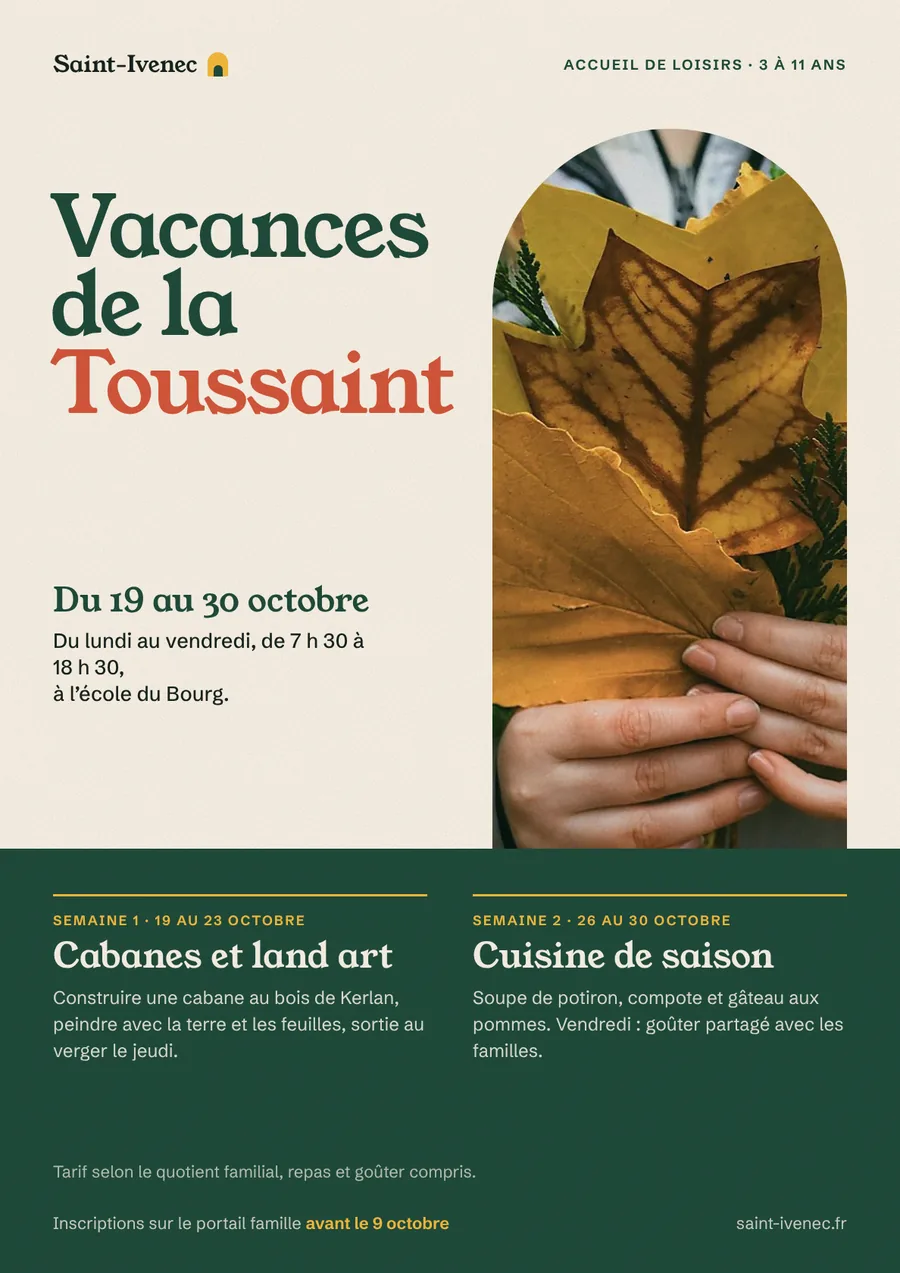 Saint-Ivenec
ACCUEIL DE LOISIRS · 3 À 11 ANS
Vacances
de la
Toussaint
Du 19 au 30 octobre
Du lundi au vendredi, de 7 h 30 à
18 h 30,
à l’école du Bourg.
SEMAINE 1 · 19 AU 23 OCTOBRE
Cabanes et land art
Construire une cabane au bois de Kerlan,
peindre avec la terre et les feuilles, sortie au
verger le jeudi.
SEMAINE 2 · 26 AU 30 OCTOBRE
Cuisine de saison
Soupe de potiron, compote et gâteau aux
pommes. Vendredi : goûter partagé avec les
familles.
Tarif selon le quotient familial, repas et goûter compris.
Inscriptions sur le portail famille avant le 9 octobre
saint-ivenec.fr